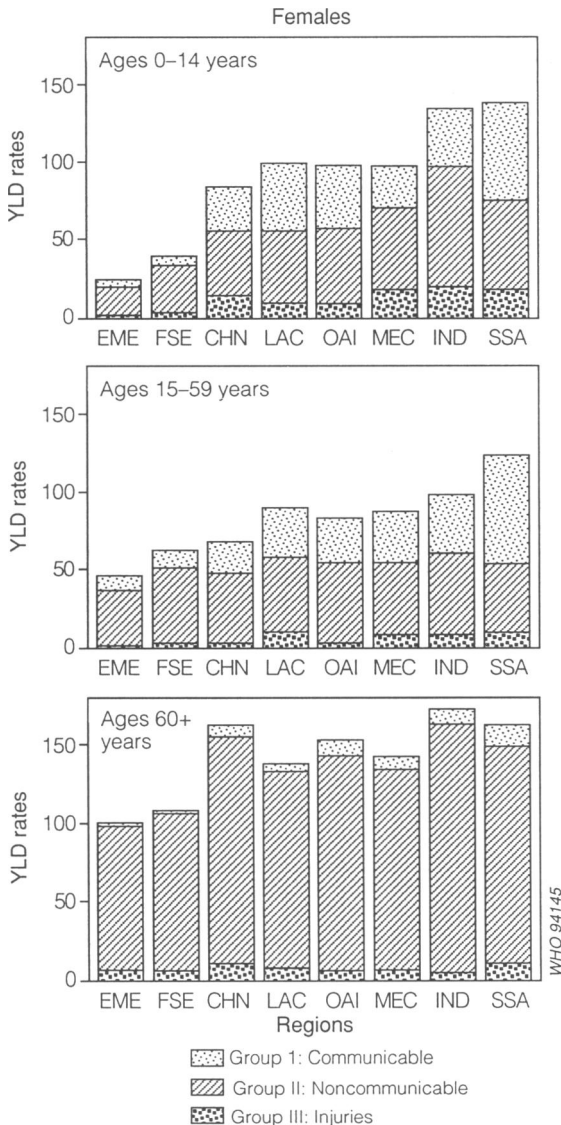 Females
Ages 0–14 years
YLD rates
150
100
50
0
EME FSE CHN LAC OAI MEC IND SSA
Ages 15–59 years
YLD rates
150
100
50
0
EME FSE CHN LAC OAI MEC IND SSA
Ages 60+
years
YLD rates
150
100
50
0
EME FSE CHN LAC OAI MEC IND SSA
Regions
WHO 94145
Group 1: Communicable
Group II: Noncommunicable
Group III: Injuries